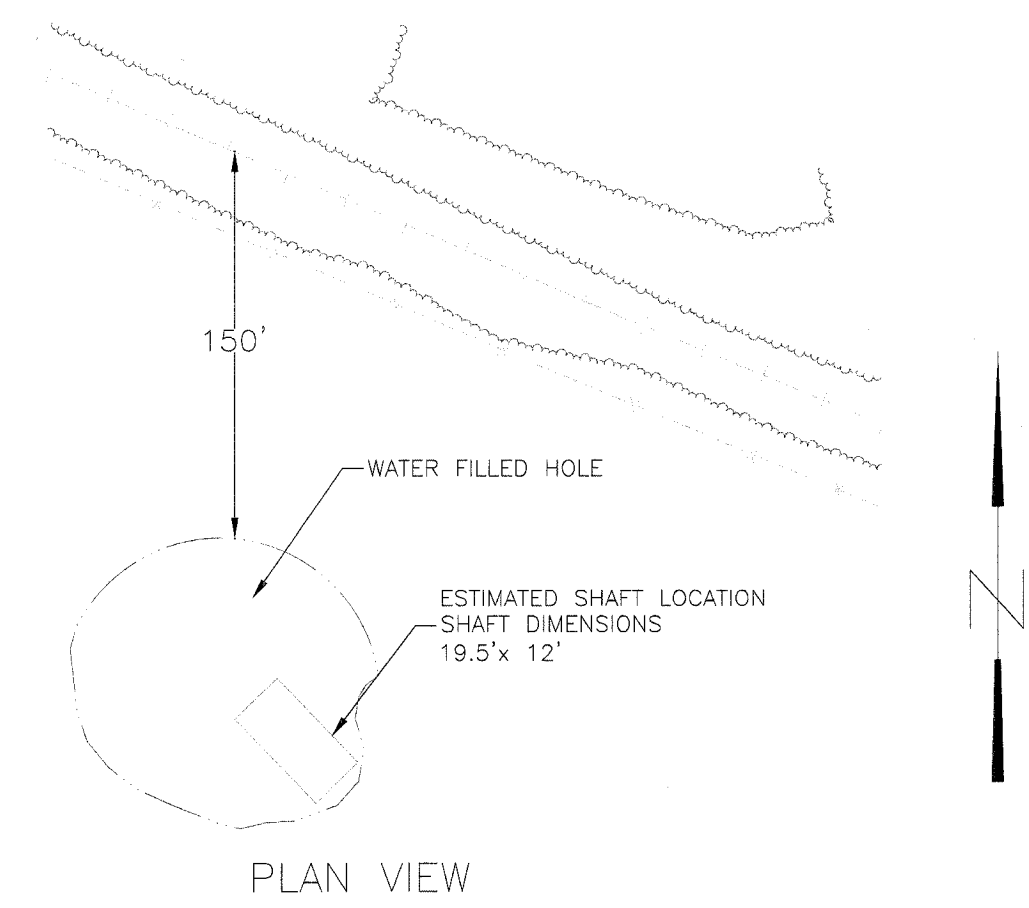 150'
WATER FILLED HOLE
ESTIMATED SHAFT LOCATION
SHAFT DIMENSIONS
19.5'x 12'
N
PLAN VIEW